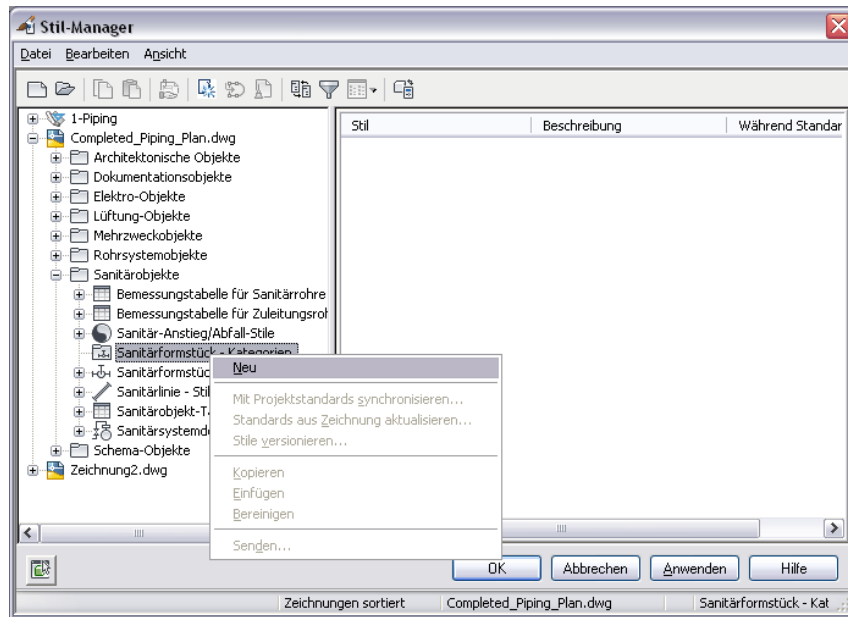 Stil-Manager
Datei Bearbeiten Ansicht
1-Piping
Completed_Piping_Plan.dwg
Architektonische Objekte
Dokumentationsobjekte
Elektro-Objekte
Lüftung-Objekte
Mehrzweckobjekte
Rohrsystemobjekte
Sanitärobjekte
Bemessungstabelle für Sanitärrohre
Bemessungstabelle für Zuleitungsroh
Sanitär-Anstieg/Abfall-Stile
Sanitärformstück - Kategorien
Sanitärformstüc
Sanitärlinie - Stil
Sanitärobjekt-T
Sanitärsystemd
Schema-Objekte
Zeichnung2.dwg
Stil Beschreibung Während Standar
Neu
Mit Projektstandards synchronisieren...
Standards aus Zeichnung aktualisieren...
Stile versionieren...
Kopieren
Einfügen
Bereinigen
Senden...
OK Abbrechen Anwenden Hilfe
Zeichnungen sortiert Completed_Piping_Plan.dwg Sanitärformstück - Kat